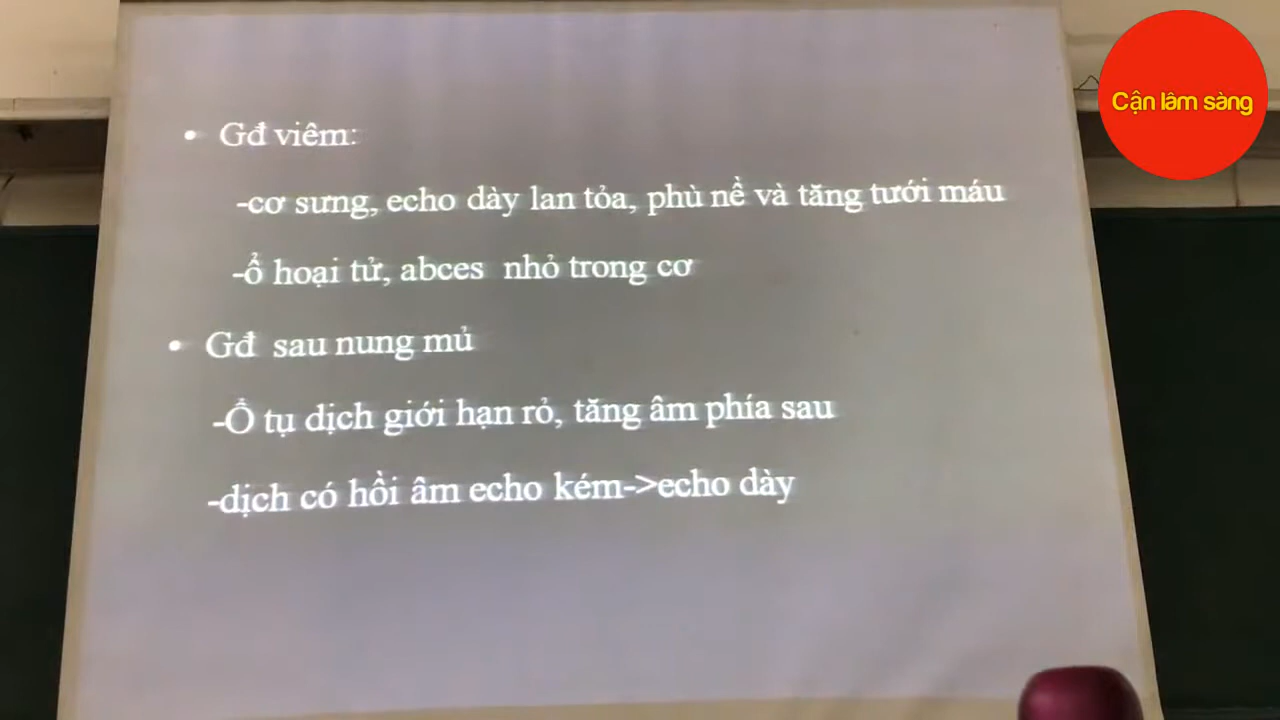 Cận lâm sàng
• Gđ viêm:
-cơ sưng, echo dày lan tỏa, phù nề và tăng tưới máu
-ổ hoại tử, abces nhỏ trong cơ
• Gđ sau nung mủ
-Ổ tụ dịch giới hạn rỏ, tăng âm phía sau
-dịch có hồi âm echo kém->echo dày